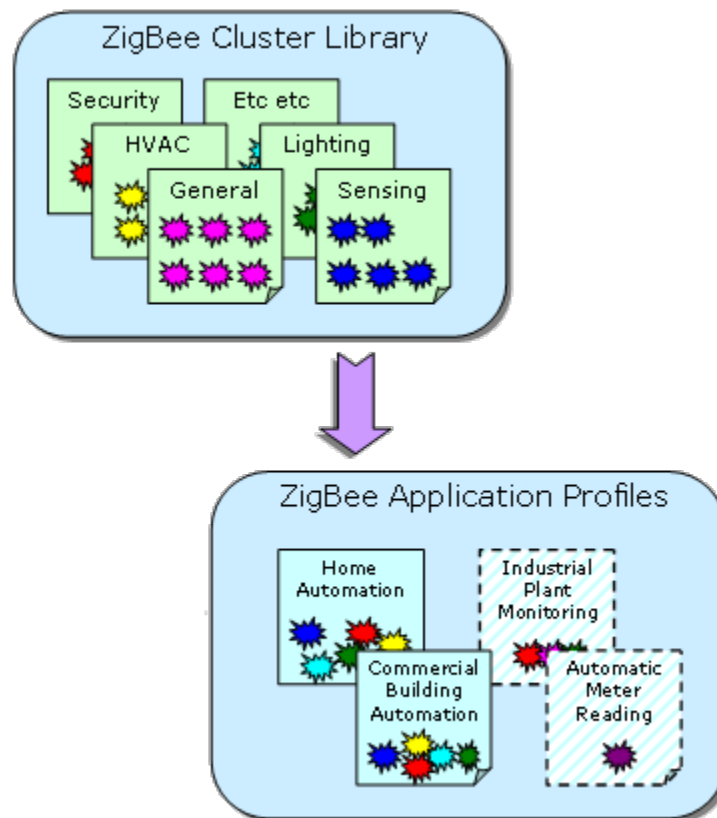 ZigBee Cluster Library
Security
Etc etc
HVAC
Lighting
General
Sensing
ZigBee Application Profiles
Home
Automation
Industrial
Plant
Monitoring
Commercial
Building
Automation
Automatic
Meter
Reading